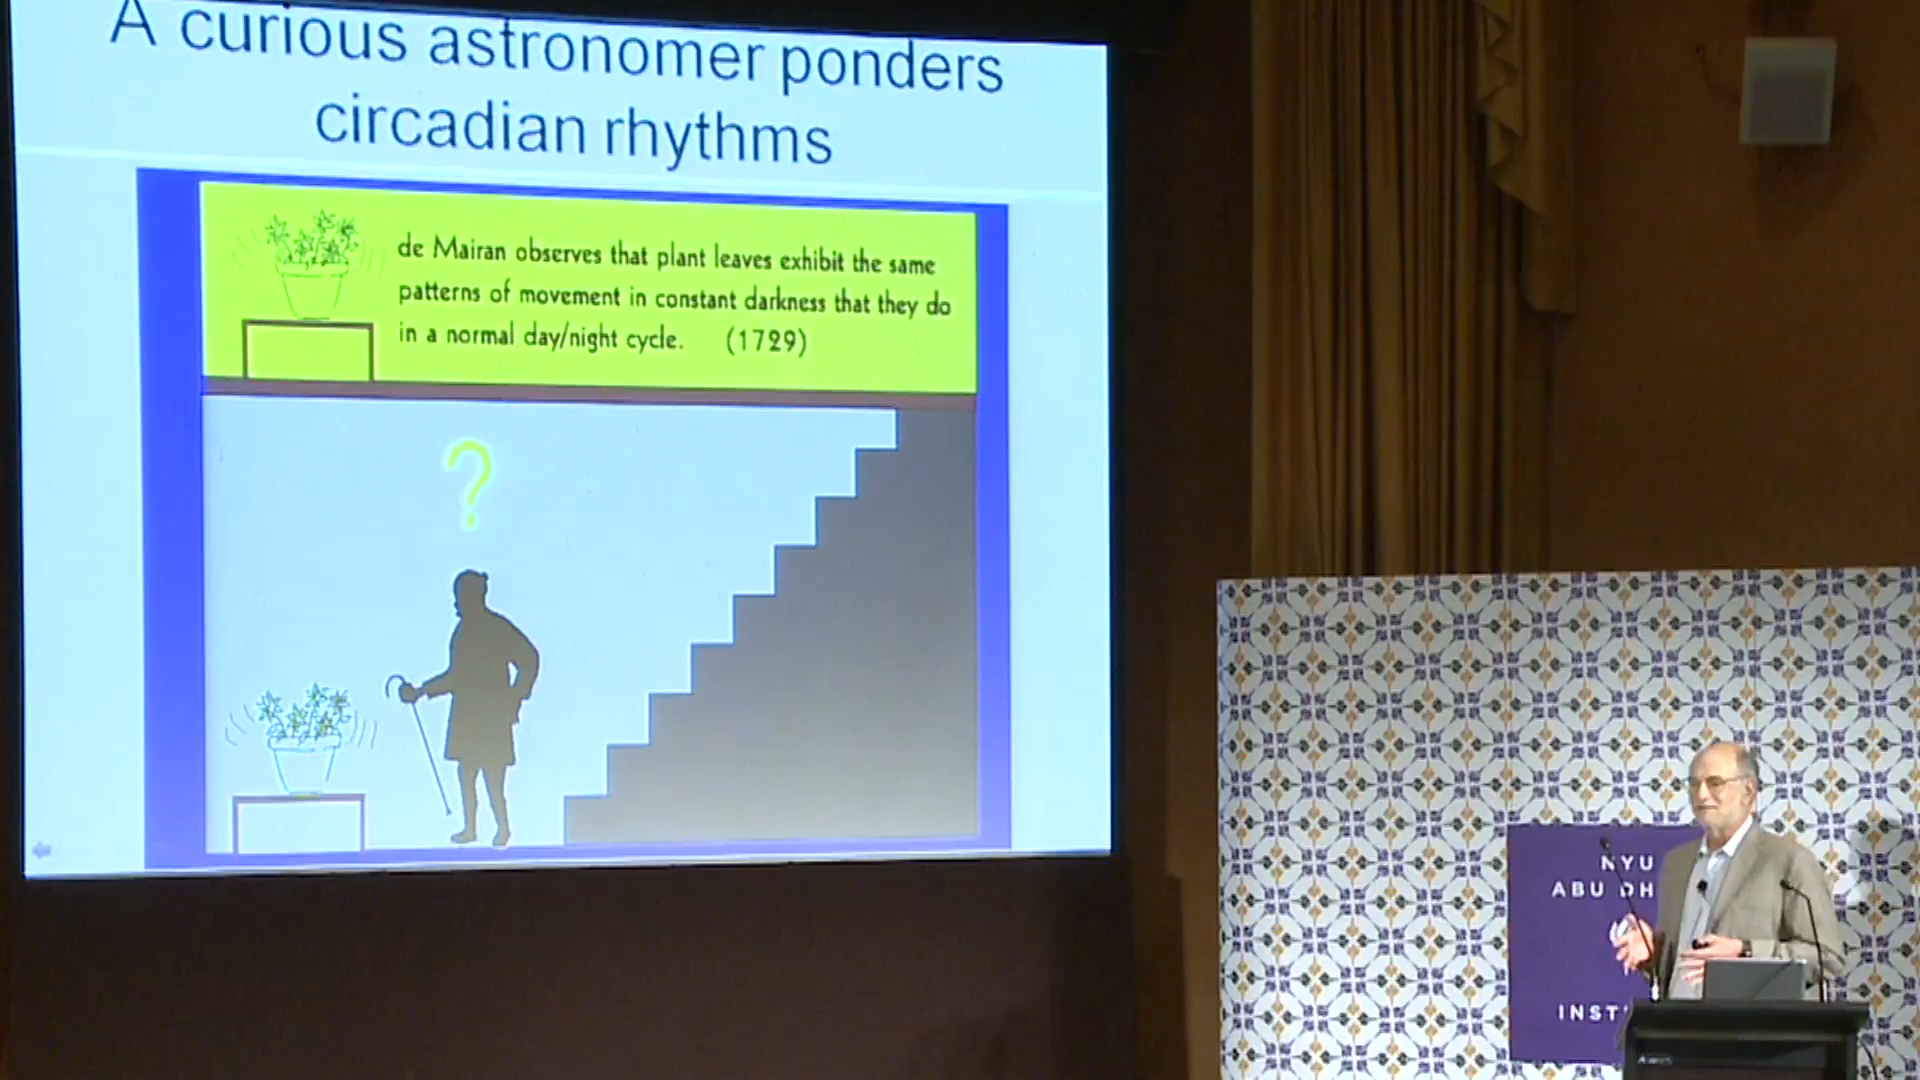 A curious astronomer ponders
circadian rhythms
de Mairan observes that plant leaves exhibit the same
patterns of movement in constant darkness that they do
in a normal day/night cycle. (1729)
?
NYU
ABU DH
INST